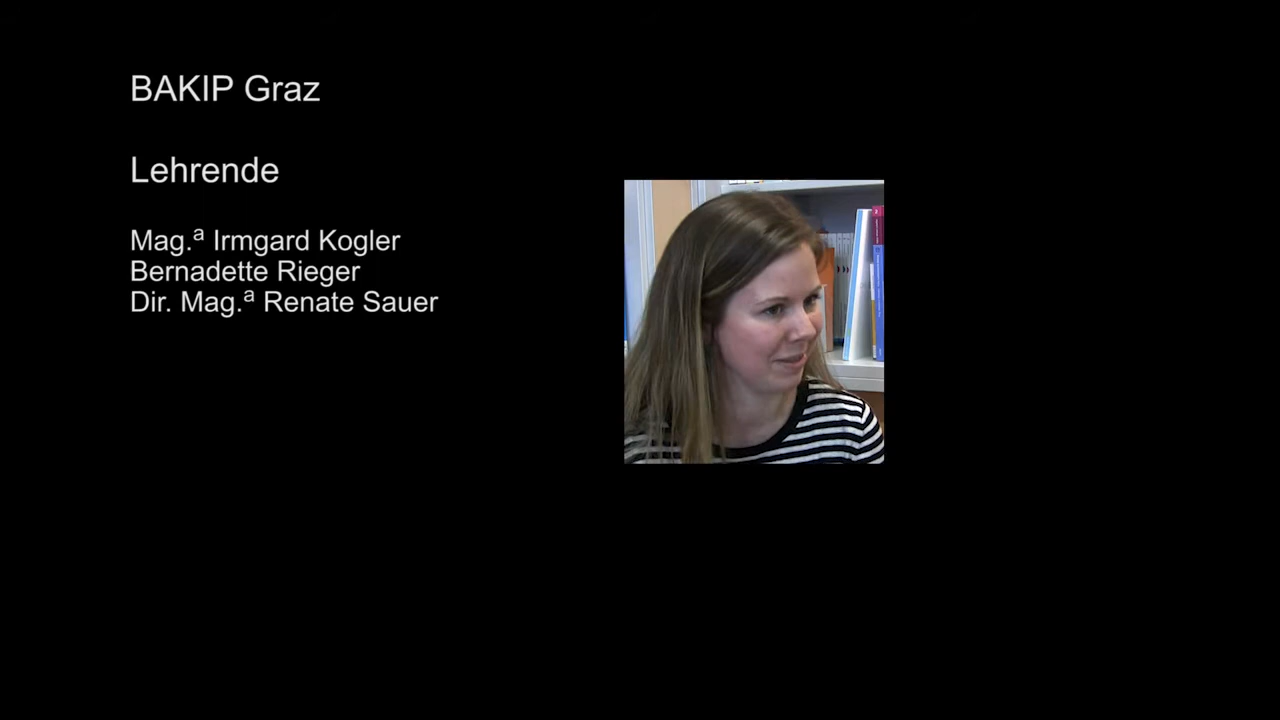 BAKIP Graz
Lehrende
Mag.ª Irmgard Kogler
Bernadette Rieger
Dir. Mag.ª Renate Sauer